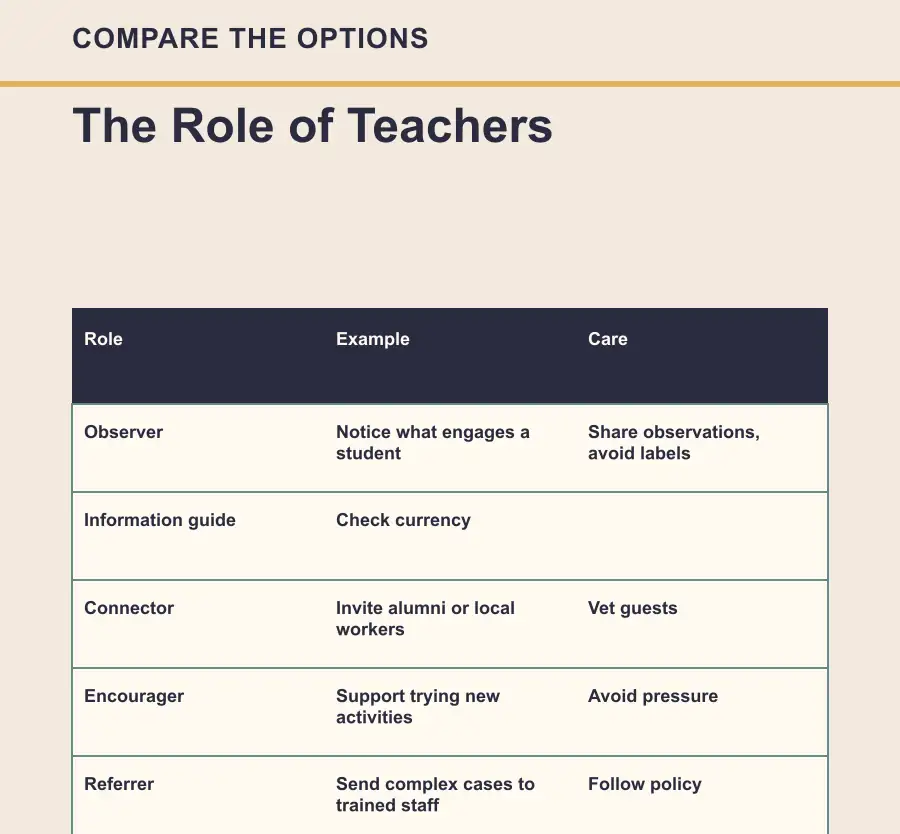 COMPARE THE OPTIONS
The Role of Teachers
Role Example Care
Observer Notice what engages a student Share observations, avoid labels
Information guide Check currency
Connector Invite alumni or local workers Vet guests
Encourager Support trying new activities Avoid pressure
Referrer Send complex cases to trained staff Follow policy